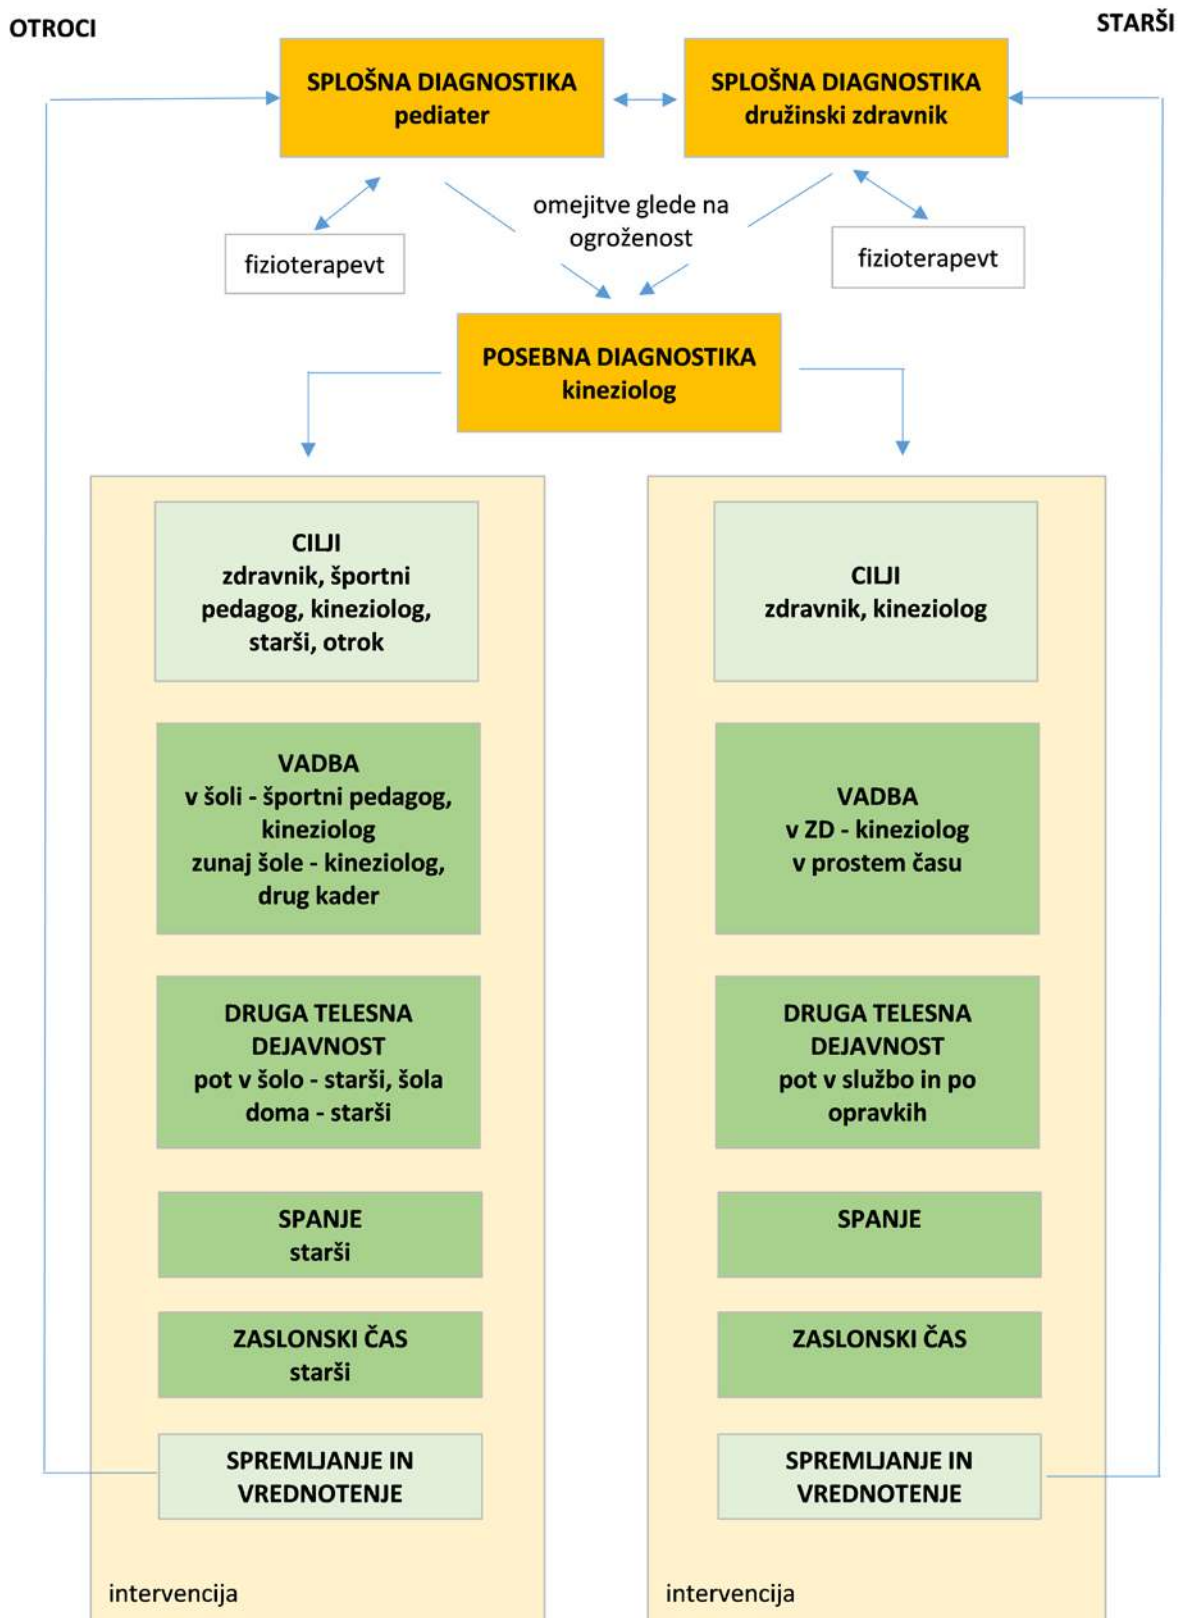 OTROCI
STARŠI
SPLOŠNA DIAGNOSTIKA
pediater
SPLOŠNA DIAGNOSTIKA
družinski zdravnik
omejitve glede na
ogroženost
fizioterapevt
fizioterapevt
POSEBNA DIAGNOSTIKA
kineziolog
CILJI
zdravnik, športni
pedagog, kineziolog,
starši, otrok
VADBA
v šoli - športni pedagog,
kineziolog
zunaj šole - kineziolog,
drug kader
DRUGA TELESNA
DEJAVNOST
pot v šolo - starši, šola
doma - starši
SPANJE
starši
ZASLONSKI ČAS
starši
SPREMLJANJE IN
VREDNOTENJE
intervencija
CILJI
zdravnik, kineziolog
VADBA
v ZD - kineziolog
v prostem času
DRUGA TELESNA
DEJAVNOST
pot v službo in po
opravkih
SPANJE
ZASLONSKI ČAS
SPREMLJANJE IN
VREDNOTENJE
intervencija